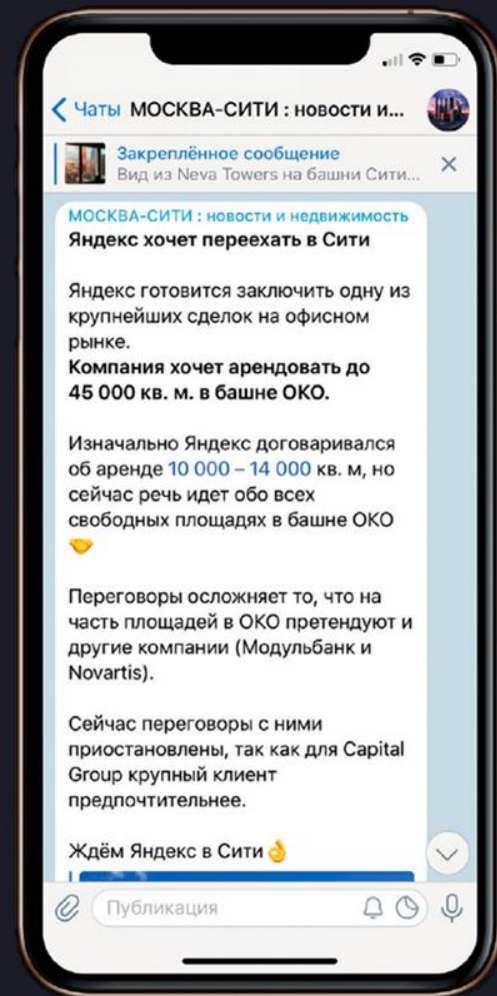 Чаты МОСКВА-СИТИ : новости и...
Закреплённое сообщение
Вид из Neva Towers на башни Сити...
МОСКВА-СИТИ : новости и недвижимость
Яндекс хочет переехать в Сити
Яндекс готовится заключить одну из
крупнейших сделок на офисном
рынке.
Компания хочет арендовать до
45 000 кв. м. в башне ОКО.
Изначально Яндекс договаривался
об аренде 10 000 – 14 000 кв. м, но
сейчас речь идет обо всех
свободных площадях в башне ОКО
🤝
Переговоры осложняет то, что на
часть площадей в ОКО претендуют и
другие компании (Модульбанк и
Novartis).
Сейчас переговоры с ними
приостановлены, так как для Capital
Group крупный клиент
предпочтительнее.
Ждём Яндекс в Сити👌
Публикация